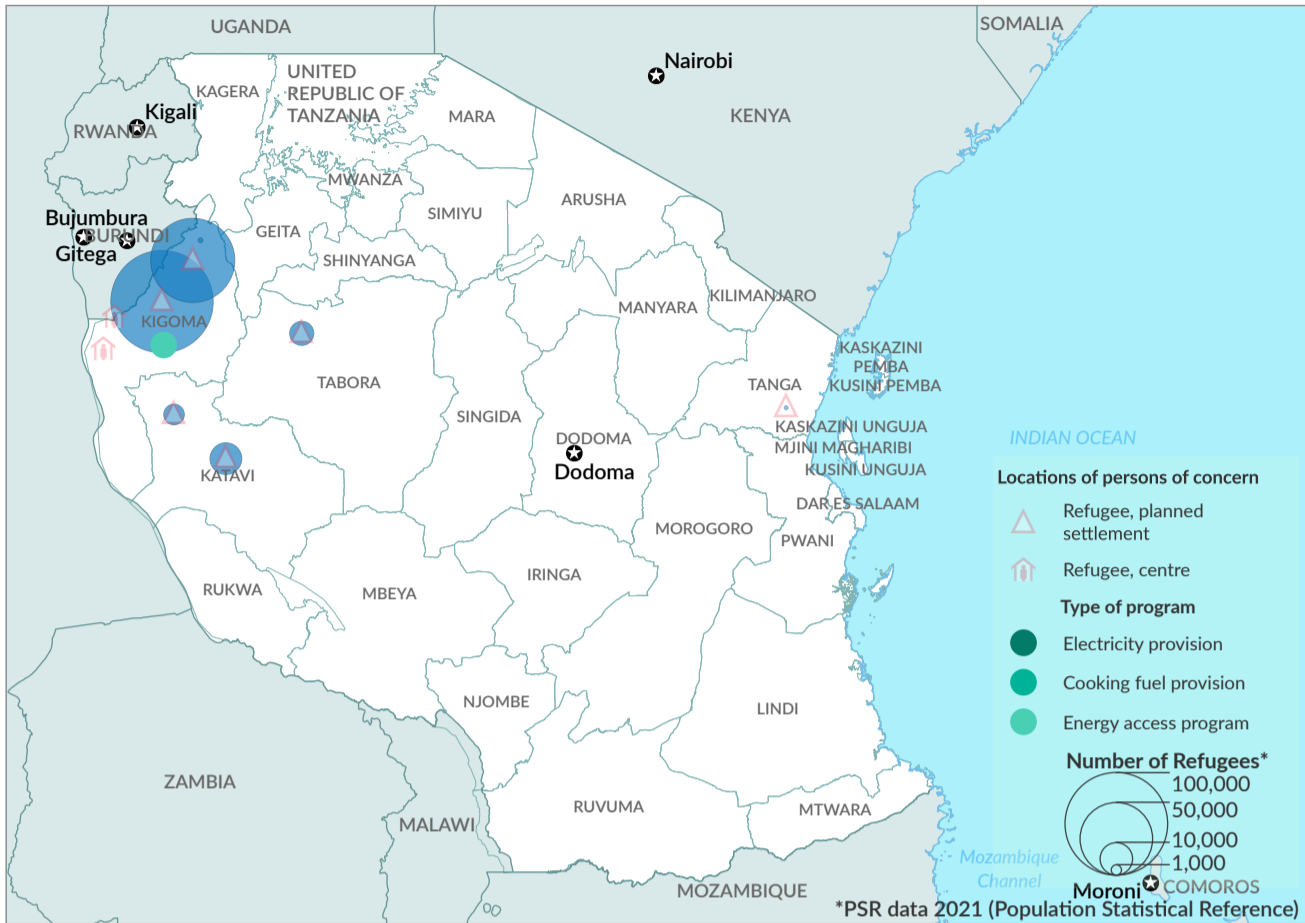 UGANDA
SOMALIA
Nairobi
KAGERA
UNITED
REPUBLIC OF
TANZANIA
Kigali
RWANDA
MARA
KENYA
MWANZA
SIMIYU
ARUSHA
Bujumbura
BURUNDI
Gitega
GEITA
SHINYANGA
MANYARA
KILIMANJARO
KIGOMA
KASKAZINI
PEMBA
KUSINI PEMBA
TABORA
TANGA
SINGIDA
KASKAZINI UNGUJA
DODOMA
MJINI MAGHARIBI
Dodoma
KUSINI UNGUJA
KATAVI
DAR ES SALAAM
MOROGORO
PWANI
INDIAN OCEAN
RUKWA
MBEYA
IRINGA
NJOMBE
LINDI
ZAMBIA
RUVUMA
MTWARA
MALAWI
MOZAMBIQUE
Mozambique
Channel
Moroni
COMOROS
Locations of persons of concern
Refugee, planned
settlement
Refugee, centre
Type of program
Electricity provision
Cooking fuel provision
Energy access program
Number of Refugees*
100,000
50,000
10,000
1,000
*PSR data 2021 (Population Statistical Reference)